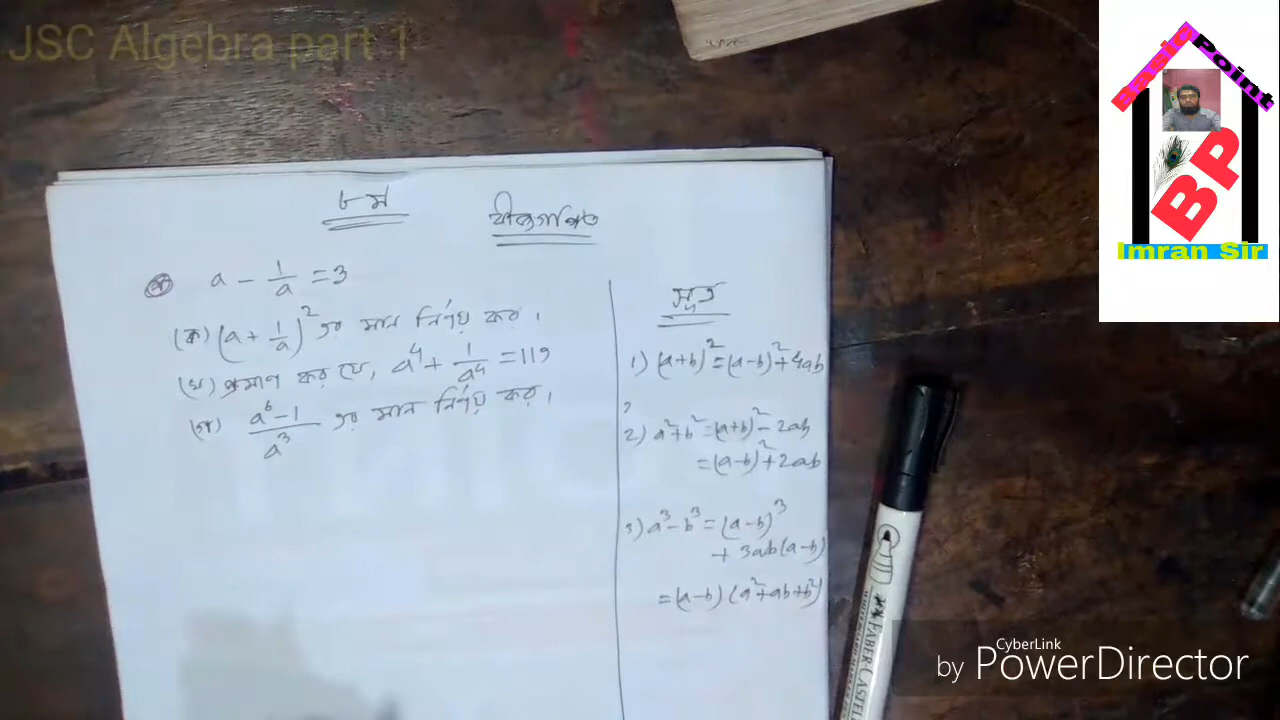 JSC Algebra part 1
Basic Point
BP
Imran Sir
৮ম
বীজগণিত
a - 1/a = 3
(ক) (a + 1/a)² এর মান নির্ণয় কর।
(খ) প্রমাণ কর যে, a⁴ + 1/a⁴ = 119
(গ) (a⁶ - 1)/a³ এর মান নির্ণয় কর।
সূত্র
1) (a+b)² = (a-b)² + 4ab
2) a² + b² = (a+b)² - 2ab
= (a-b)² + 2ab
3) a³ - b³ = (a-b)³
+ 3ab(a-b)
= (a-b) (a² + ab + b²)
FABER CASTELL
CyberLink
by PowerDirector